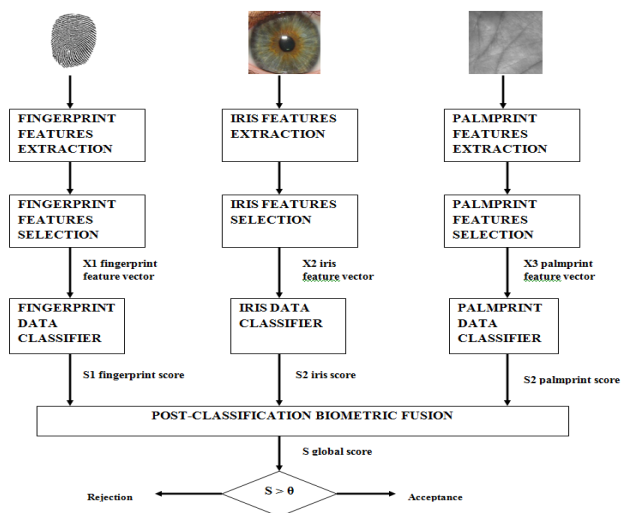 FINGERPRINT
FEATURES
EXTRACTION
IRIS FEATURES
EXTRACTION
PALMPRINT
FEATURES
EXTRACTION
FINGERPRINT
FEATURES
SELECTION
IRIS FEATURES
SELECTION
PALMPRINT
FEATURES
SELECTION
X1 fingerprint
feature vector
X2 iris
feature vector
X3 palmprint
feature vector
FINGERPRINT
DATA
CLASSIFIER
IRIS DATA
CLASSIFIER
PALMPRINT
DATA
CLASSIFIER
S1 fingerprint score
S2 iris score
S2 palmprint score
POST-CLASSIFICATION BIOMETRIC FUSION
S global score
S > θ
Rejection
Acceptance